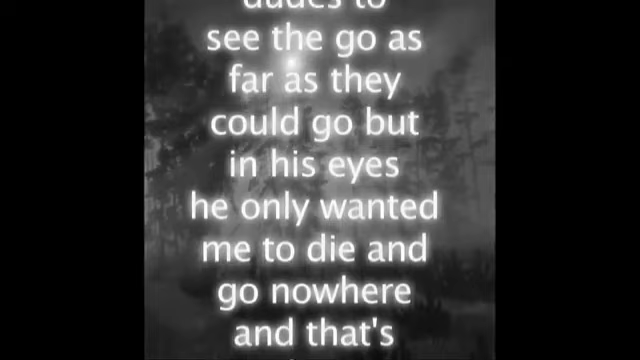 dudes to
see the go as
far as they
could go but
in his eyes
he only wanted
me to die and
go nowhere
and that's